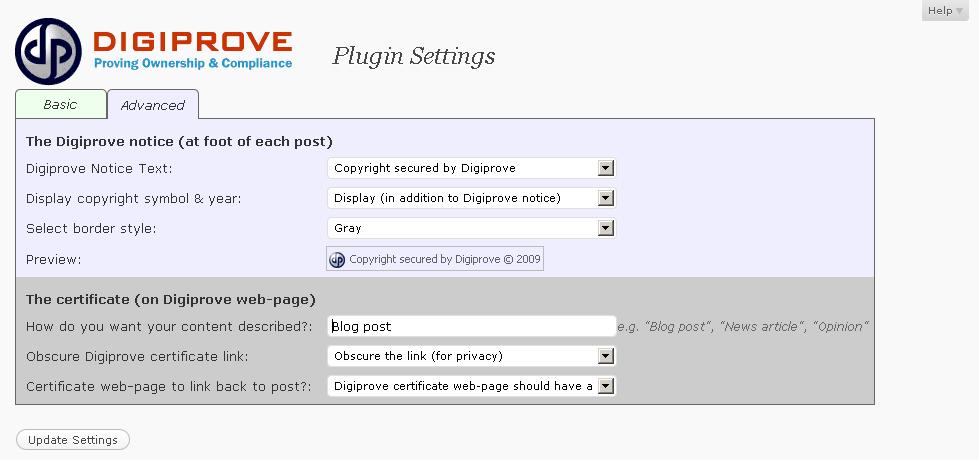 Help
dp DIGIPROVE
Proving Ownership & Compliance
Plugin Settings
Basic Advanced
The Digiprove notice (at foot of each post)
Digiprove Notice Text: Copyright secured by Digiprove
Display copyright symbol & year: Display (in addition to Digiprove notice)
Select border style: Gray
Preview: dp Copyright secured by Digiprove © 2009
The certificate (on Digiprove web-page)
How do you want your content described?: Blog post e.g. "Blog post", "News article", "Opinion"
Obscure Digiprove certificate link: Obscure the link (for privacy)
Certificate web-page to link back to post?: Digiprove certificate web-page should have a
Update Settings